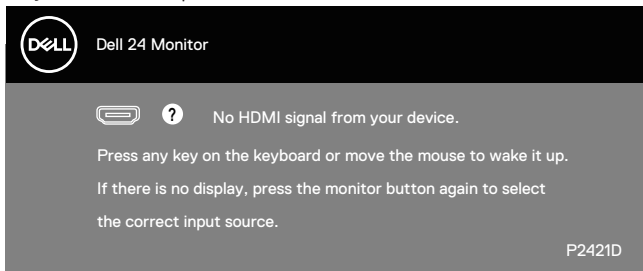 DELL
Dell 24 Monitor
? No HDMI signal from your device.
Press any key on the keyboard or move the mouse to wake it up.
If there is no display, press the monitor button again to select
the correct input source.
P2421D